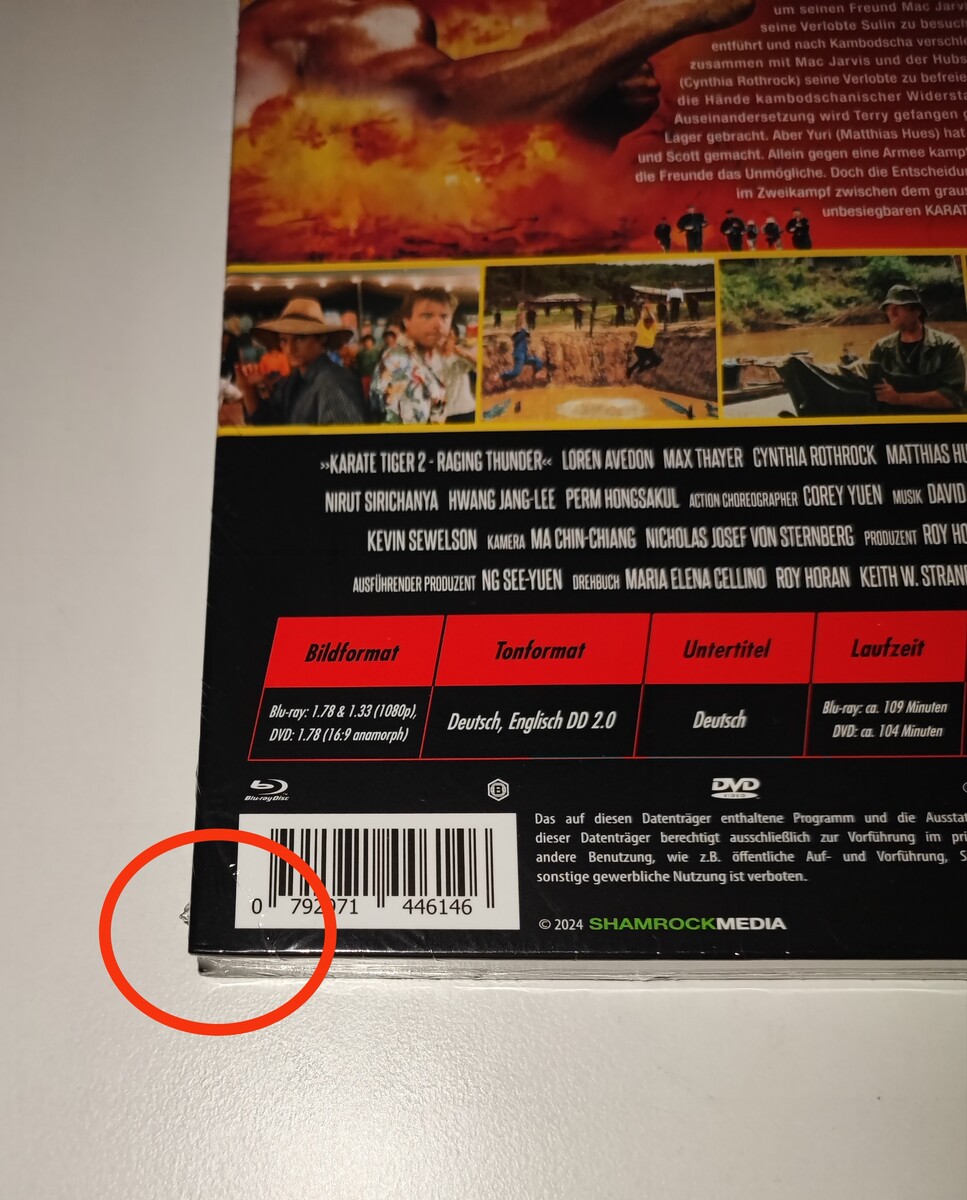 um seinen Freund Mac Jarvi
seine Verlobte Sulin zu besuch
entführt und nach Kambodscha verschle
zusammen mit Mac Jarvis und der Hubs
(Cynthia Rothrock) seine Verlobte zu befreie
die Hände kambodschanischer Widersta
Auseinandersetzung wird Terry gefangen g
Lager gebracht. Aber Yuri (Matthias Hues) hat
und Scott gemacht. Allein gegen eine Armee kämpf
die Freunde das Unmögliche. Doch die Entscheidu
im Zweikampf zwischen dem graus
unbesiegbaren KARAT
»KARATE TIGER 2 - RAGING THUNDER« LOREN AVEDON MAX THAYER CYNTHIA ROTHROCK MATTHIAS HU
NIRUT SIRICHANYA HWANG JANG-LEE PERM HONGSAKUL ACTION CHOREOGRAPHER COREY YUEN MUSIK DAVID
KEVIN SEWELSON KAMERA MA CHIN-CHIANG NICHOLAS JOSEF VON STERNBERG PRODUZENT ROY HO
AUSFÜHRENDER PRODUZENT NG SEE-YUEN DREHBUCH MARIA ELENA CELLINO ROY HORAN KEITH W. STRAN
Bildformat Tonformat Untertitel Laufzeit
Blu-ray: 1.78 & 1.33 (1080p),
DVD: 1.78 (16:9 anamorph)
Deutsch, Englisch DD 2.0
Deutsch
Blu-ray: ca. 109 Minuten
DVD: ca. 104 Minuten
Blu-ray Disc
B
DVD
VIDEO
Das auf diesen Datenträger enthaltene Programm und die Ausstat
dieser Datenträger berechtigt ausschließlich zur Vorführung im pri
andere Benutzung, wie z.B. öffentliche Auf- und Vorführung, S
sonstige gewerbliche Nutzung ist verboten.
0 792971 446146
© 2024 SHAMROCKMEDIA